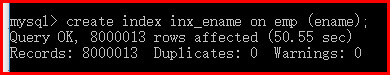 mysql> create index inx_ename on emp (ename);
Query OK, 8000013 rows affected (50.55 sec)
Records: 8000013  Duplicates: 0  Warnings: 0